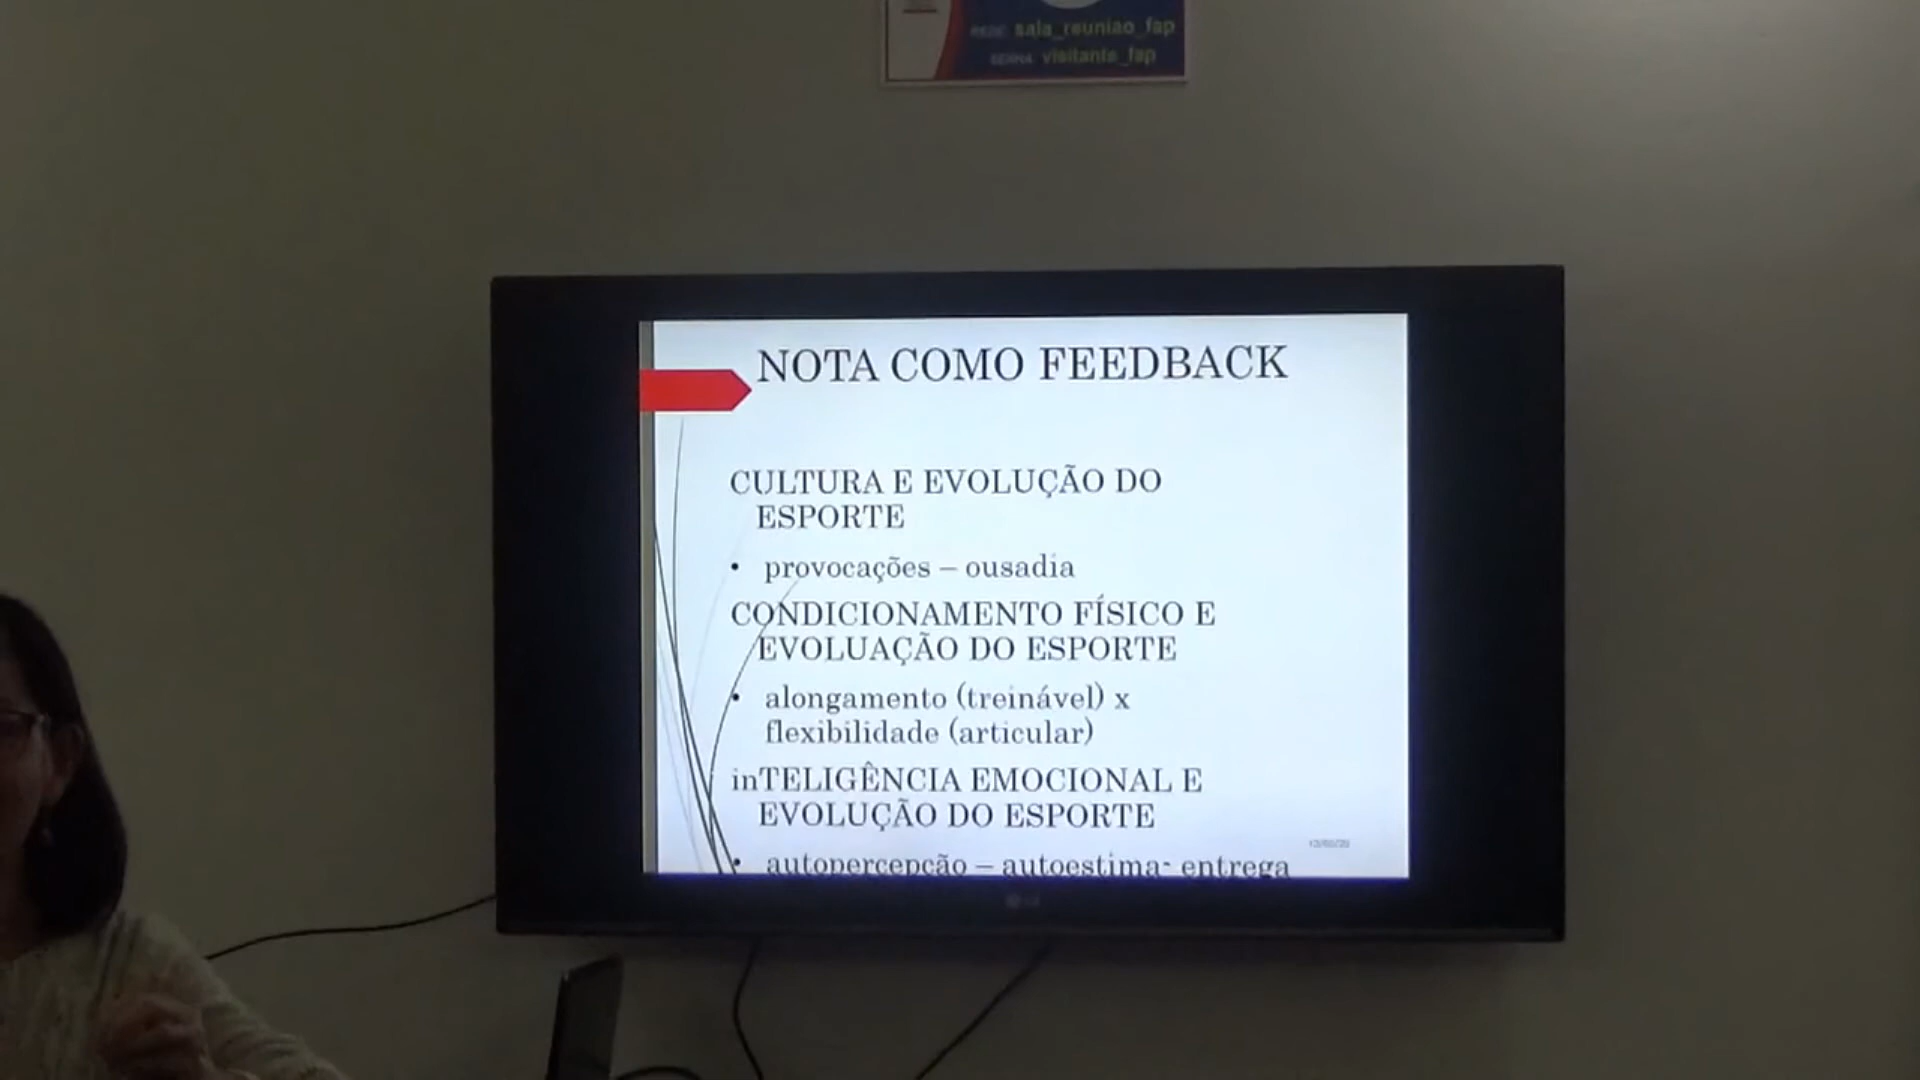 REDE: sala_reuniao_fap
SENHA: visitante_fap
NOTA COMO FEEDBACK
CULTURA E EVOLUÇÃO DO
ESPORTE
• provocações – ousadia
CONDICIONAMENTO FÍSICO E
EVOLUAÇÃO DO ESPORTE
• alongamento (treinável) x
flexibilidade (articular)
inTELIGÊNCIA EMOCIONAL E
EVOLUÇÃO DO ESPORTE
• autopercepção – autoestima- entrega
LG